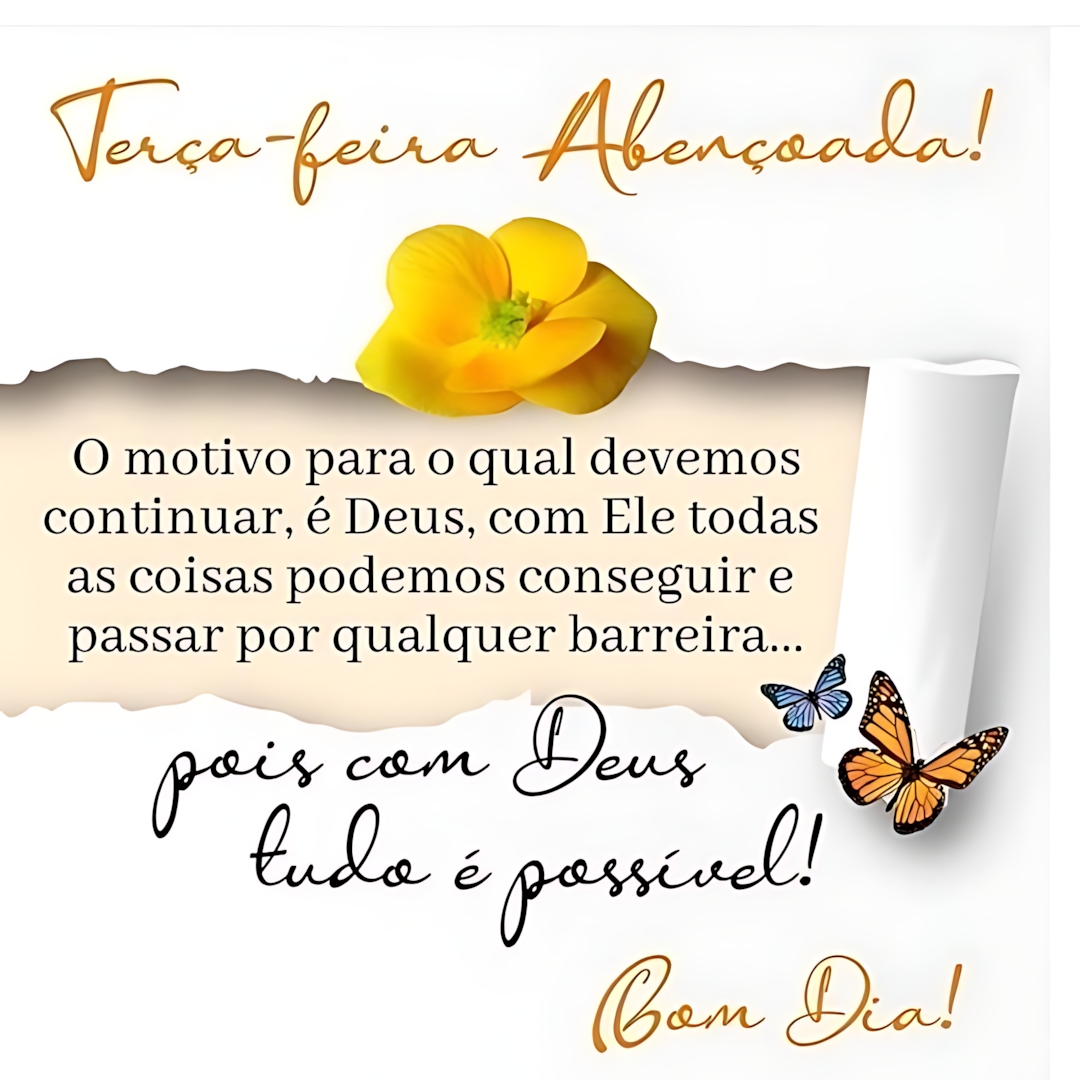 Terça-feira Abençoada!
O motivo para o qual devemos
continuar, é Deus, com Ele todas
as coisas podemos conseguir e
passar por qualquer barreira...
pois com Deus
tudo é possível!
Bom Dia!